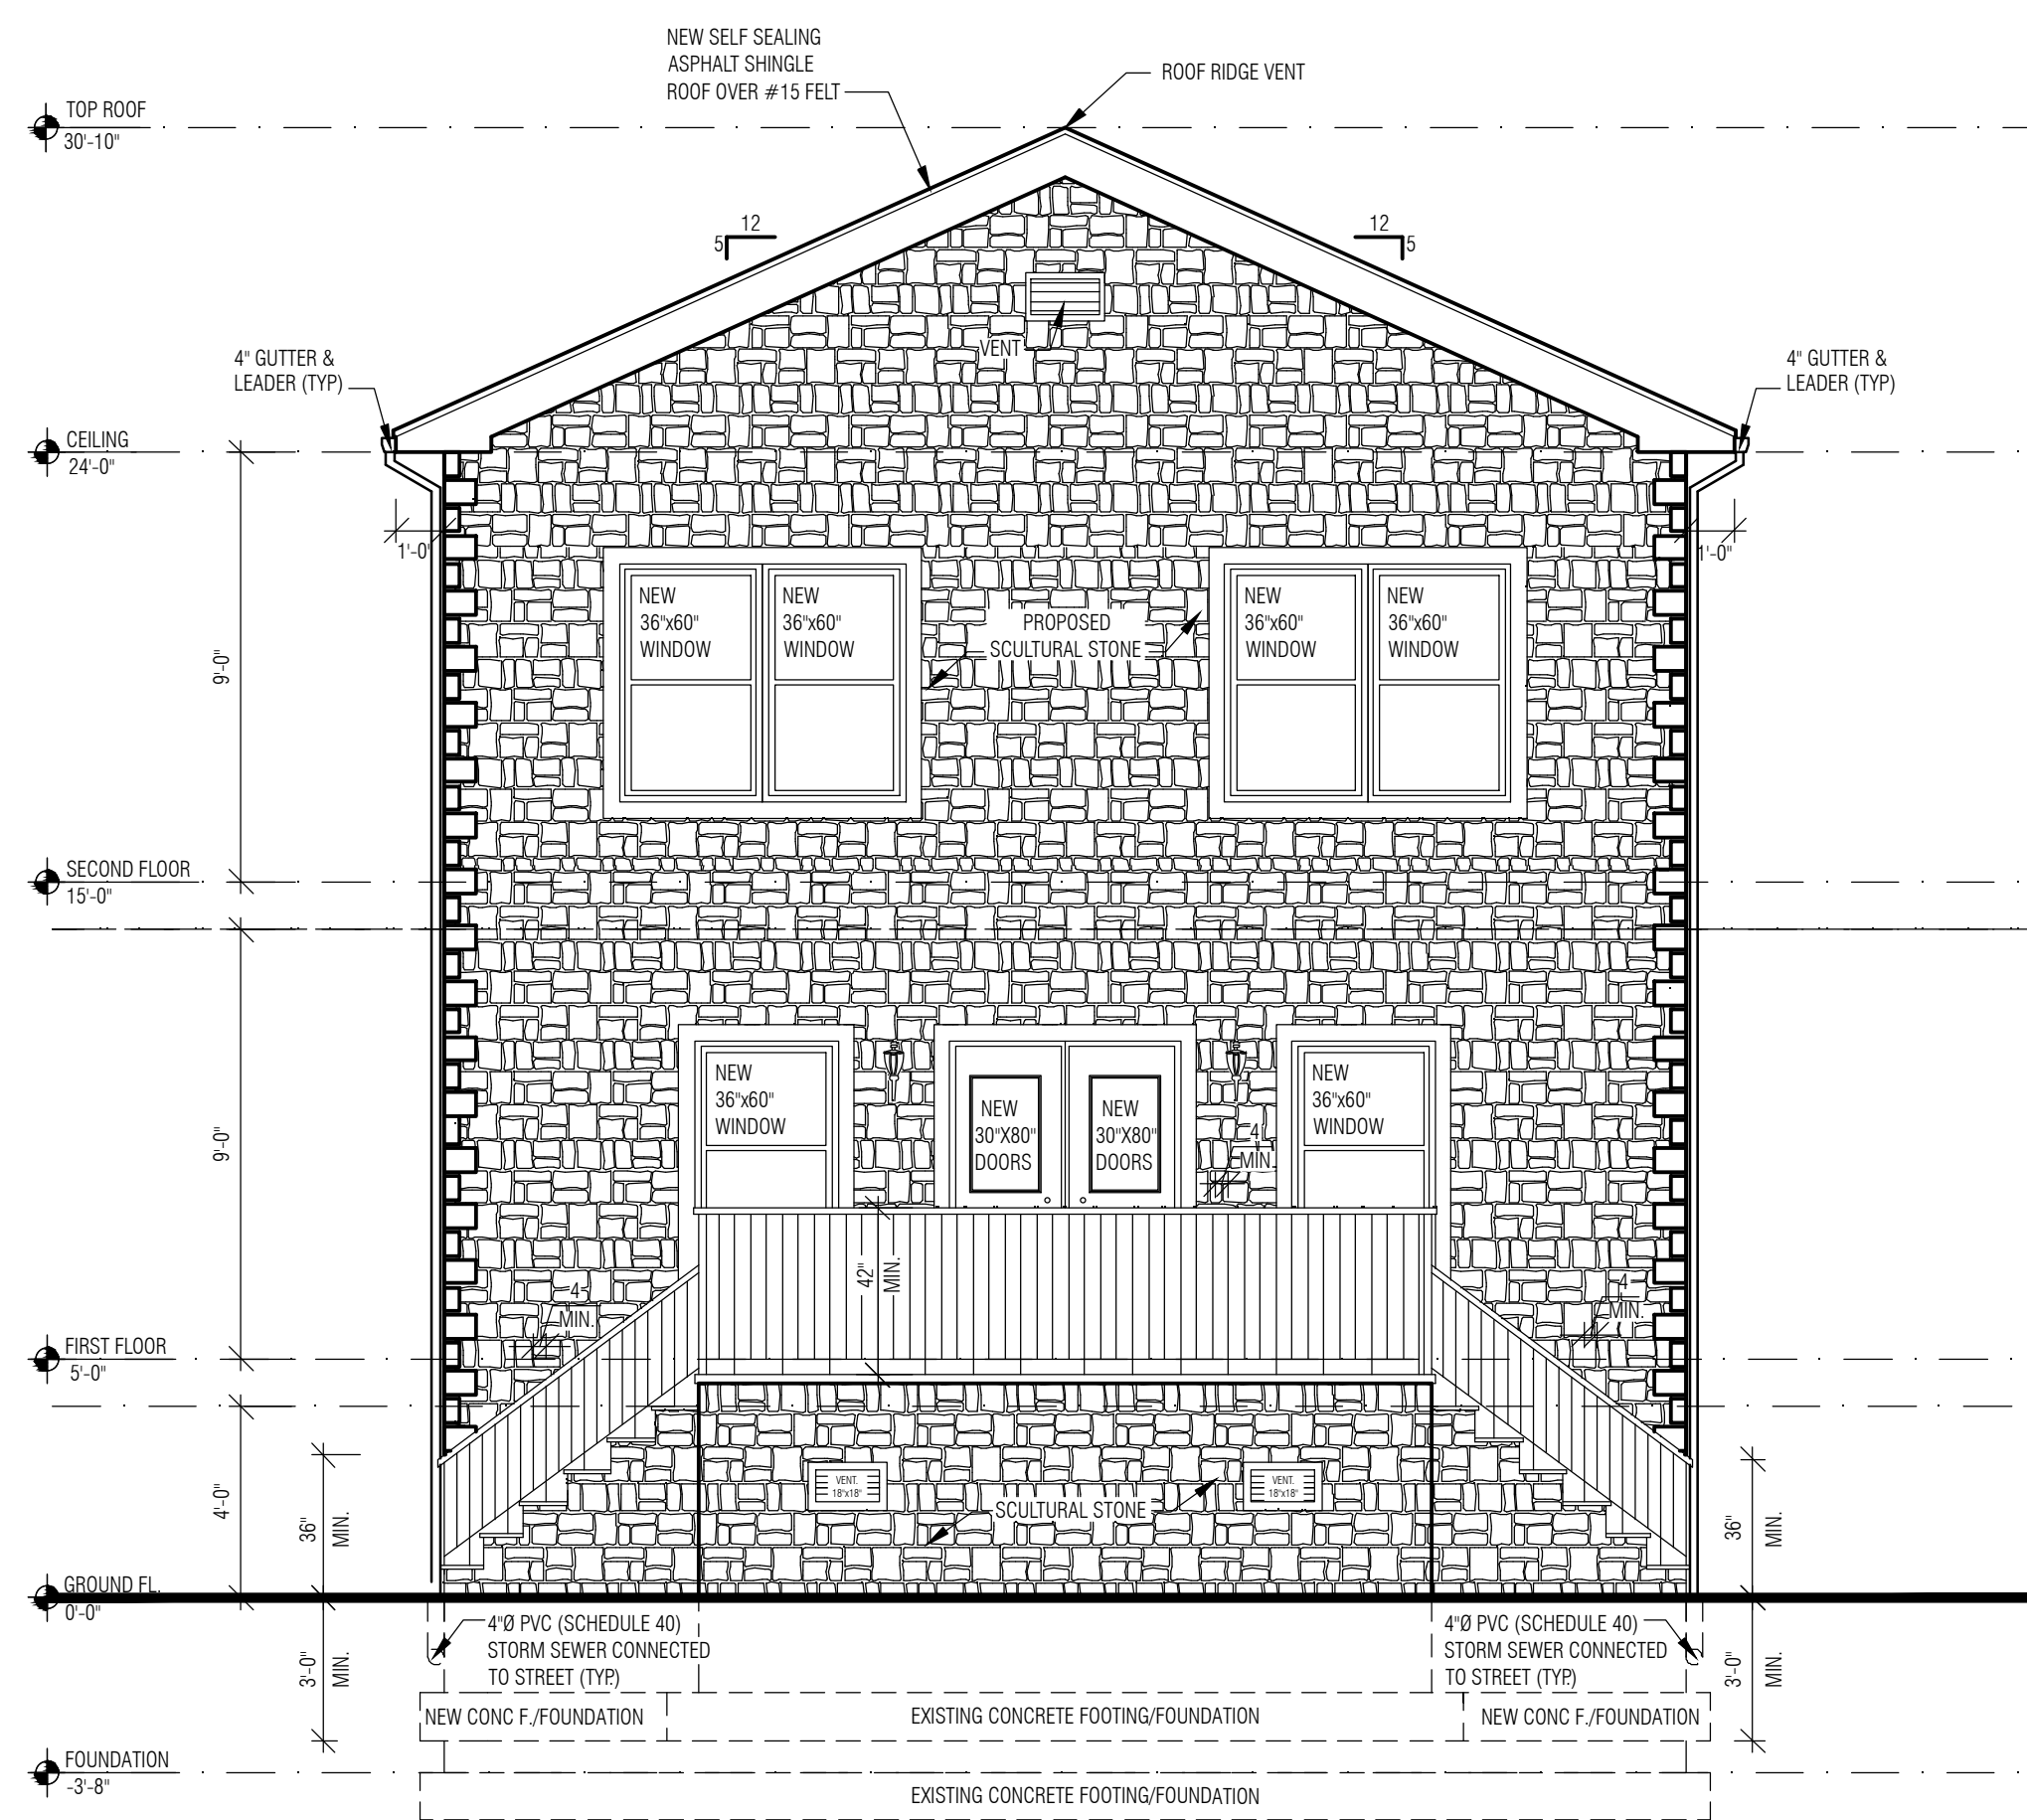 NEW SELF SEALING
ASPHALT SHINGLE
ROOF OVER #15 FELT
ROOF RIDGE VENT
TOP ROOF
30'-10"
12
5
12
5
VENT
4" GUTTER &
LEADER (TYP)
4" GUTTER &
LEADER (TYP)
CEILING
24'-0"
1'-0"
1'-0"
NEW
36"x60"
WINDOW
NEW
36"x60"
WINDOW
PROPOSED
SCULTURAL STONE
NEW
36"x60"
WINDOW
NEW
36"x60"
WINDOW
9'-0"
SECOND FLOOR
15'-0"
NEW
36"x60"
WINDOW
NEW
30"X80"
DOORS
NEW
30"X80"
DOORS
4
MIN.
NEW
36"x60"
WINDOW
9'-0"
42"
MIN.
4
MIN.
4
MIN.
FIRST FLOOR
5'-0"
VENT.
18"x18"
VENT.
18"x18"
SCULTURAL STONE
4'-0"
36"
MIN.
36"
MIN.
GROUND FL.
0'-0"
4"Ø PVC (SCHEDULE 40)
STORM SEWER CONNECTED
TO STREET (TYP.)
4"Ø PVC (SCHEDULE 40)
STORM SEWER CONNECTED
TO STREET (TYP.)
3'-0"
MIN.
3'-0"
MIN.
NEW CONC F./FOUNDATION
EXISTING CONCRETE FOOTING/FOUNDATION
NEW CONC F./FOUNDATION
FOUNDATION
-3'-8"
EXISTING CONCRETE FOOTING/FOUNDATION